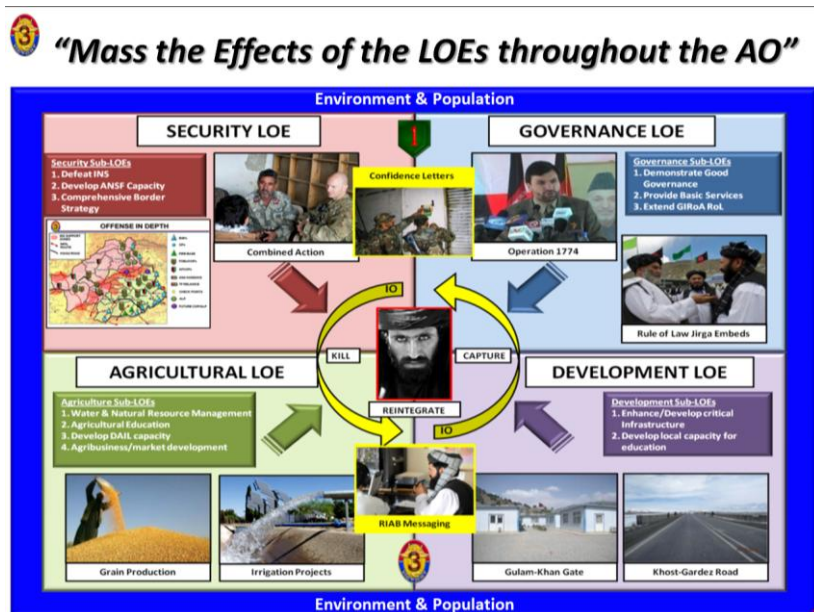 3
"Mass the Effects of the LOEs throughout the AO"
Environment & Population
SECURITY LOE
1
GOVERNANCE LOE
Security Sub-LOEs
1. Defeat INS
2. Develop ANSF Capacity
3. Comprehensive Border
Strategy
OFFENSE IN DEPTH
Combined Action
Confidence Letters
Operation 1774
Governance Sub-LOEs
1. Demonstrate Good
Governance
2. Provide Basic Services
3. Extend GIRoA RoL
Rule of Law Jirga Embeds
IO
KILL
CAPTURE
REINTEGRATE
IO
AGRICULTURAL LOE
Agriculture Sub-LOEs
1. Water & Natural Resource Management
2. Agricultural Education
3. Develop DAIL capacity
4. Agribusiness/market development
Grain Production
Irrigation Projects
RIAB Messaging
3
DEVELOPMENT LOE
Development Sub-LOEs
1. Enhance/Develop critical
Infrastructure
2. Develop local capacity for
education
Gulam-Khan Gate
Khost-Gardez Road
Environment & Population